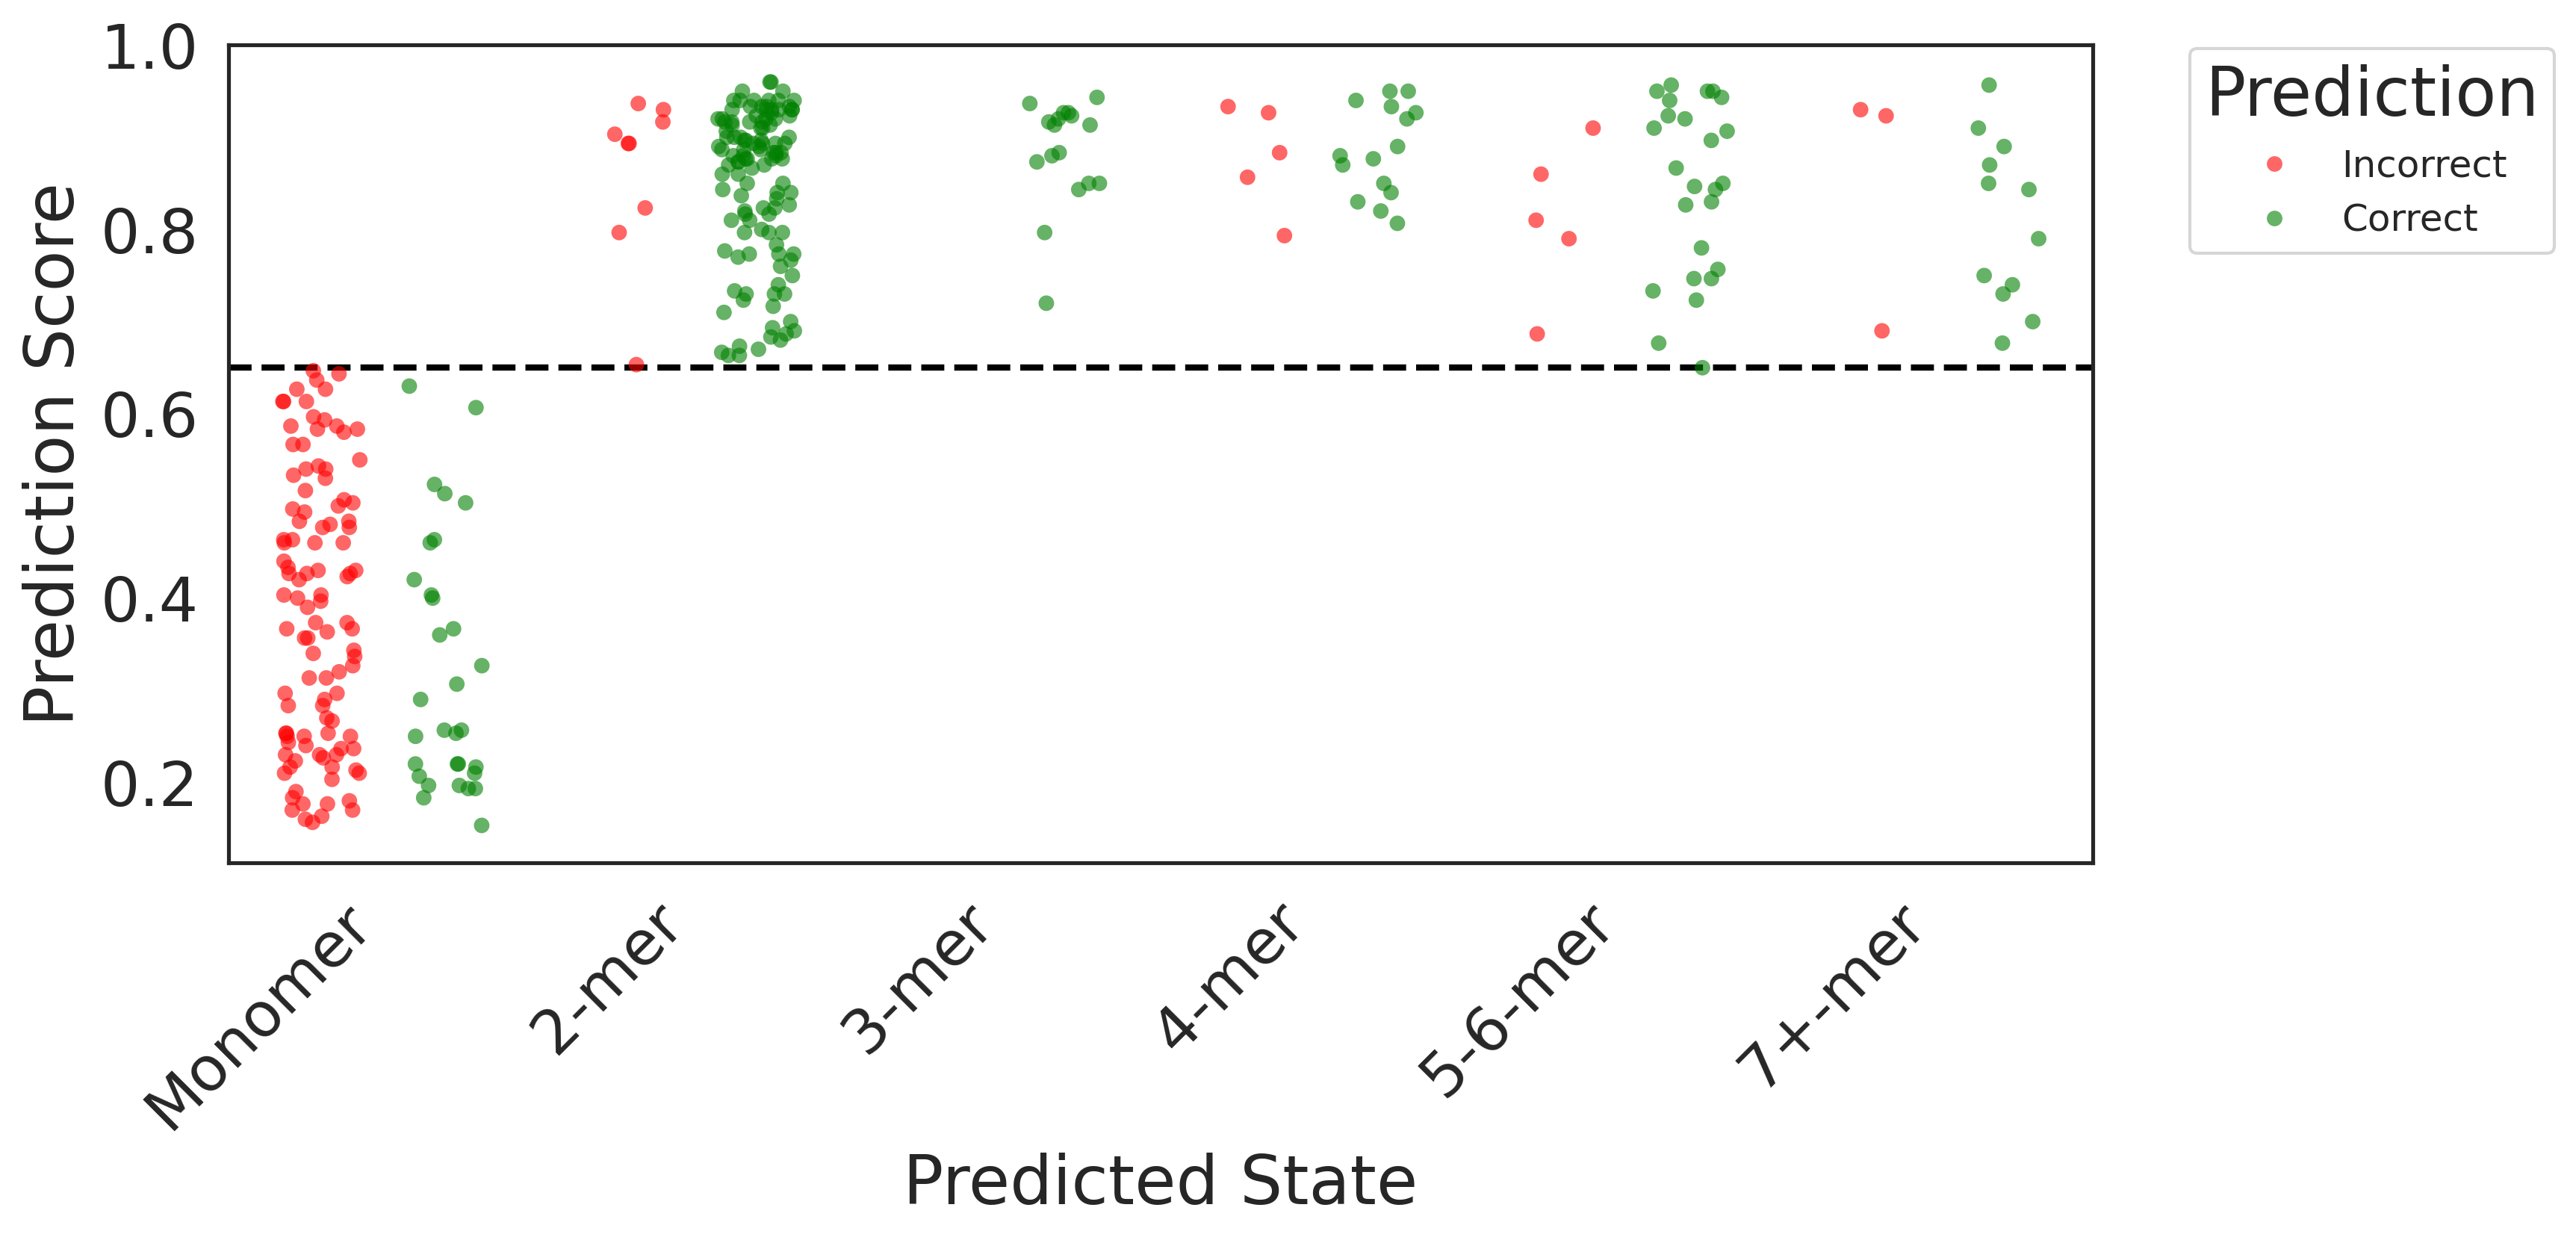 1.0
0.8
0.6
0.4
0.2
Prediction Score
Monomer
2-mer
3-mer
4-mer
5-6-mer
7+-mer
Predicted State
Prediction
Incorrect
Correct